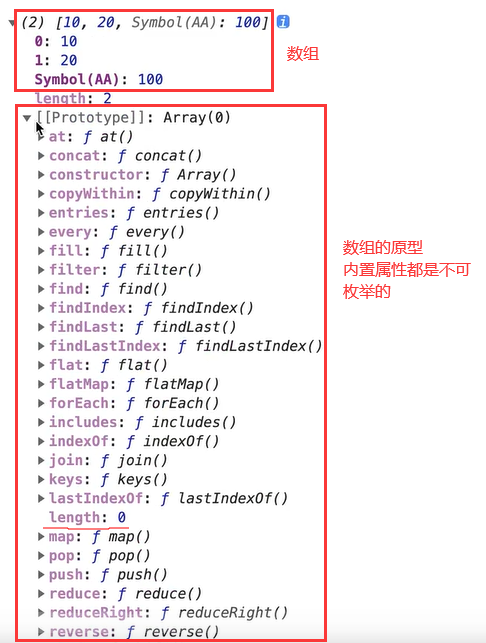 (2) [10, 20, Symbol(AA): 100] i
0: 10
1: 20
Symbol(AA): 100
数组
length: 2
[[Prototype]]: Array(0)
at: ƒ at()
concat: ƒ concat()
constructor: ƒ Array()
copyWithin: ƒ copyWithin()
entries: ƒ entries()
every: ƒ every()
fill: ƒ fill()
filter: ƒ filter()
find: ƒ find()
findIndex: ƒ findIndex()
findLast: ƒ findLast()
findLastIndex: ƒ findLastIndex()
flat: ƒ flat()
flatMap: ƒ flatMap()
forEach: ƒ forEach()
includes: ƒ includes()
indexOf: ƒ indexOf()
join: ƒ join()
keys: ƒ keys()
lastIndexOf: ƒ lastIndexOf()
length: 0
map: ƒ map()
pop: ƒ pop()
push: ƒ push()
reduce: ƒ reduce()
reduceRight: ƒ reduceRight()
reverse: ƒ reverse()
数组的原型
内置属性都是不可
枚举的